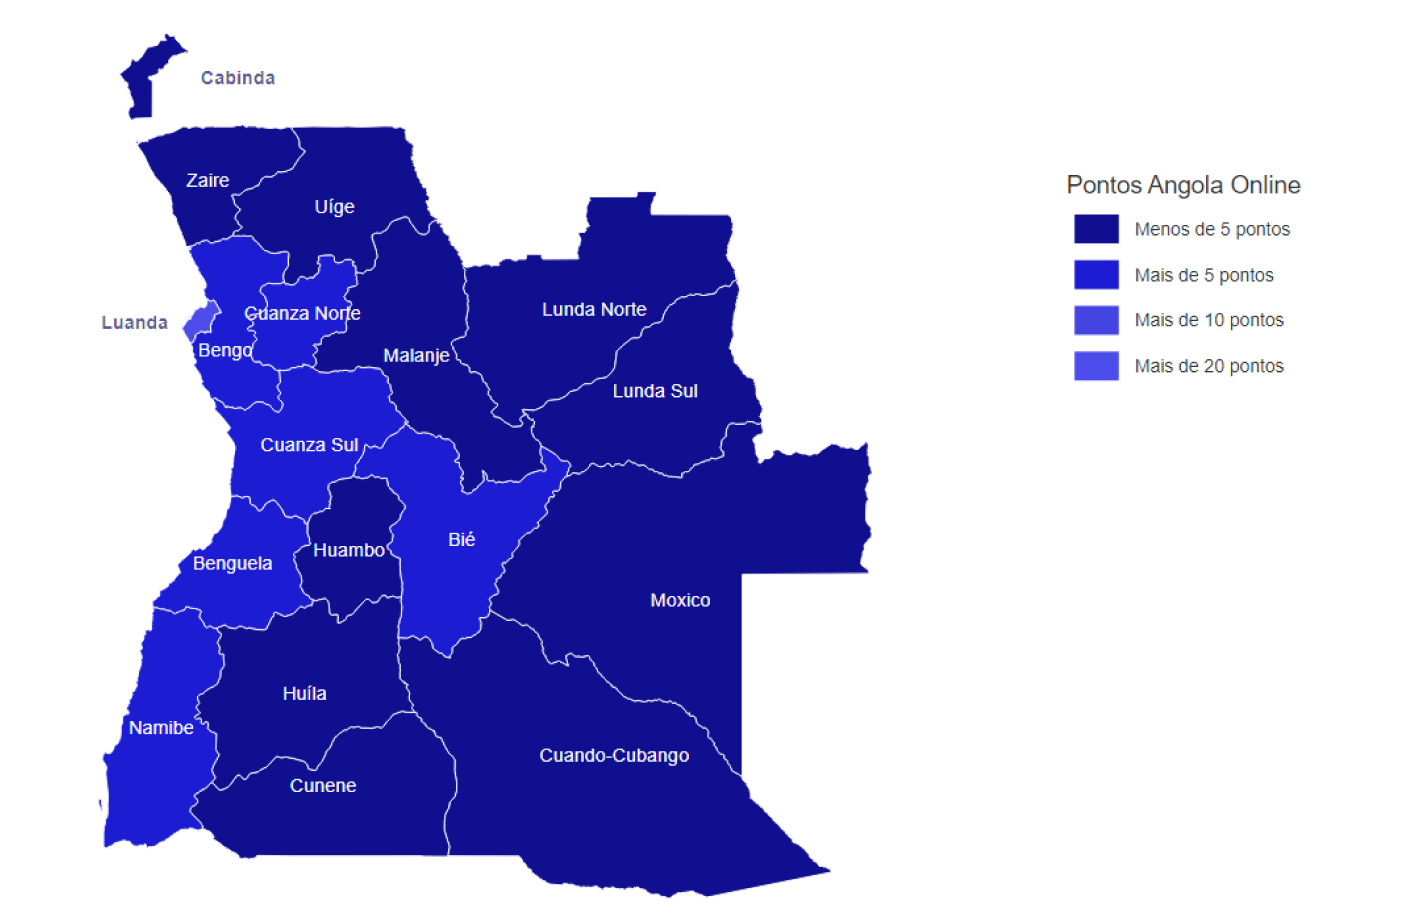 Cabinda
Zaire
Uíge
Luanda
Cuanza Norte
Bengo
Malanje
Lunda Norte
Lunda Sul
Cuanza Sul
Benguela
Huambo
Bié
Moxico
Namibe
Huíla
Cunene
Cuando-Cubango
Pontos Angola Online
Menos de 5 pontos
Mais de 5 pontos
Mais de 10 pontos
Mais de 20 pontos